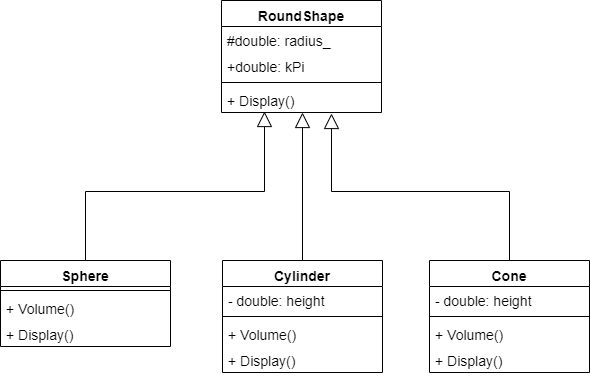 RoundShape
#double: radius_
+double: kPi
+ Display()
Sphere
+ Volume()
+ Display()
Cylinder
- double: height
+ Volume()
+ Display()
Cone
- double: height
+ Volume()
+ Display()